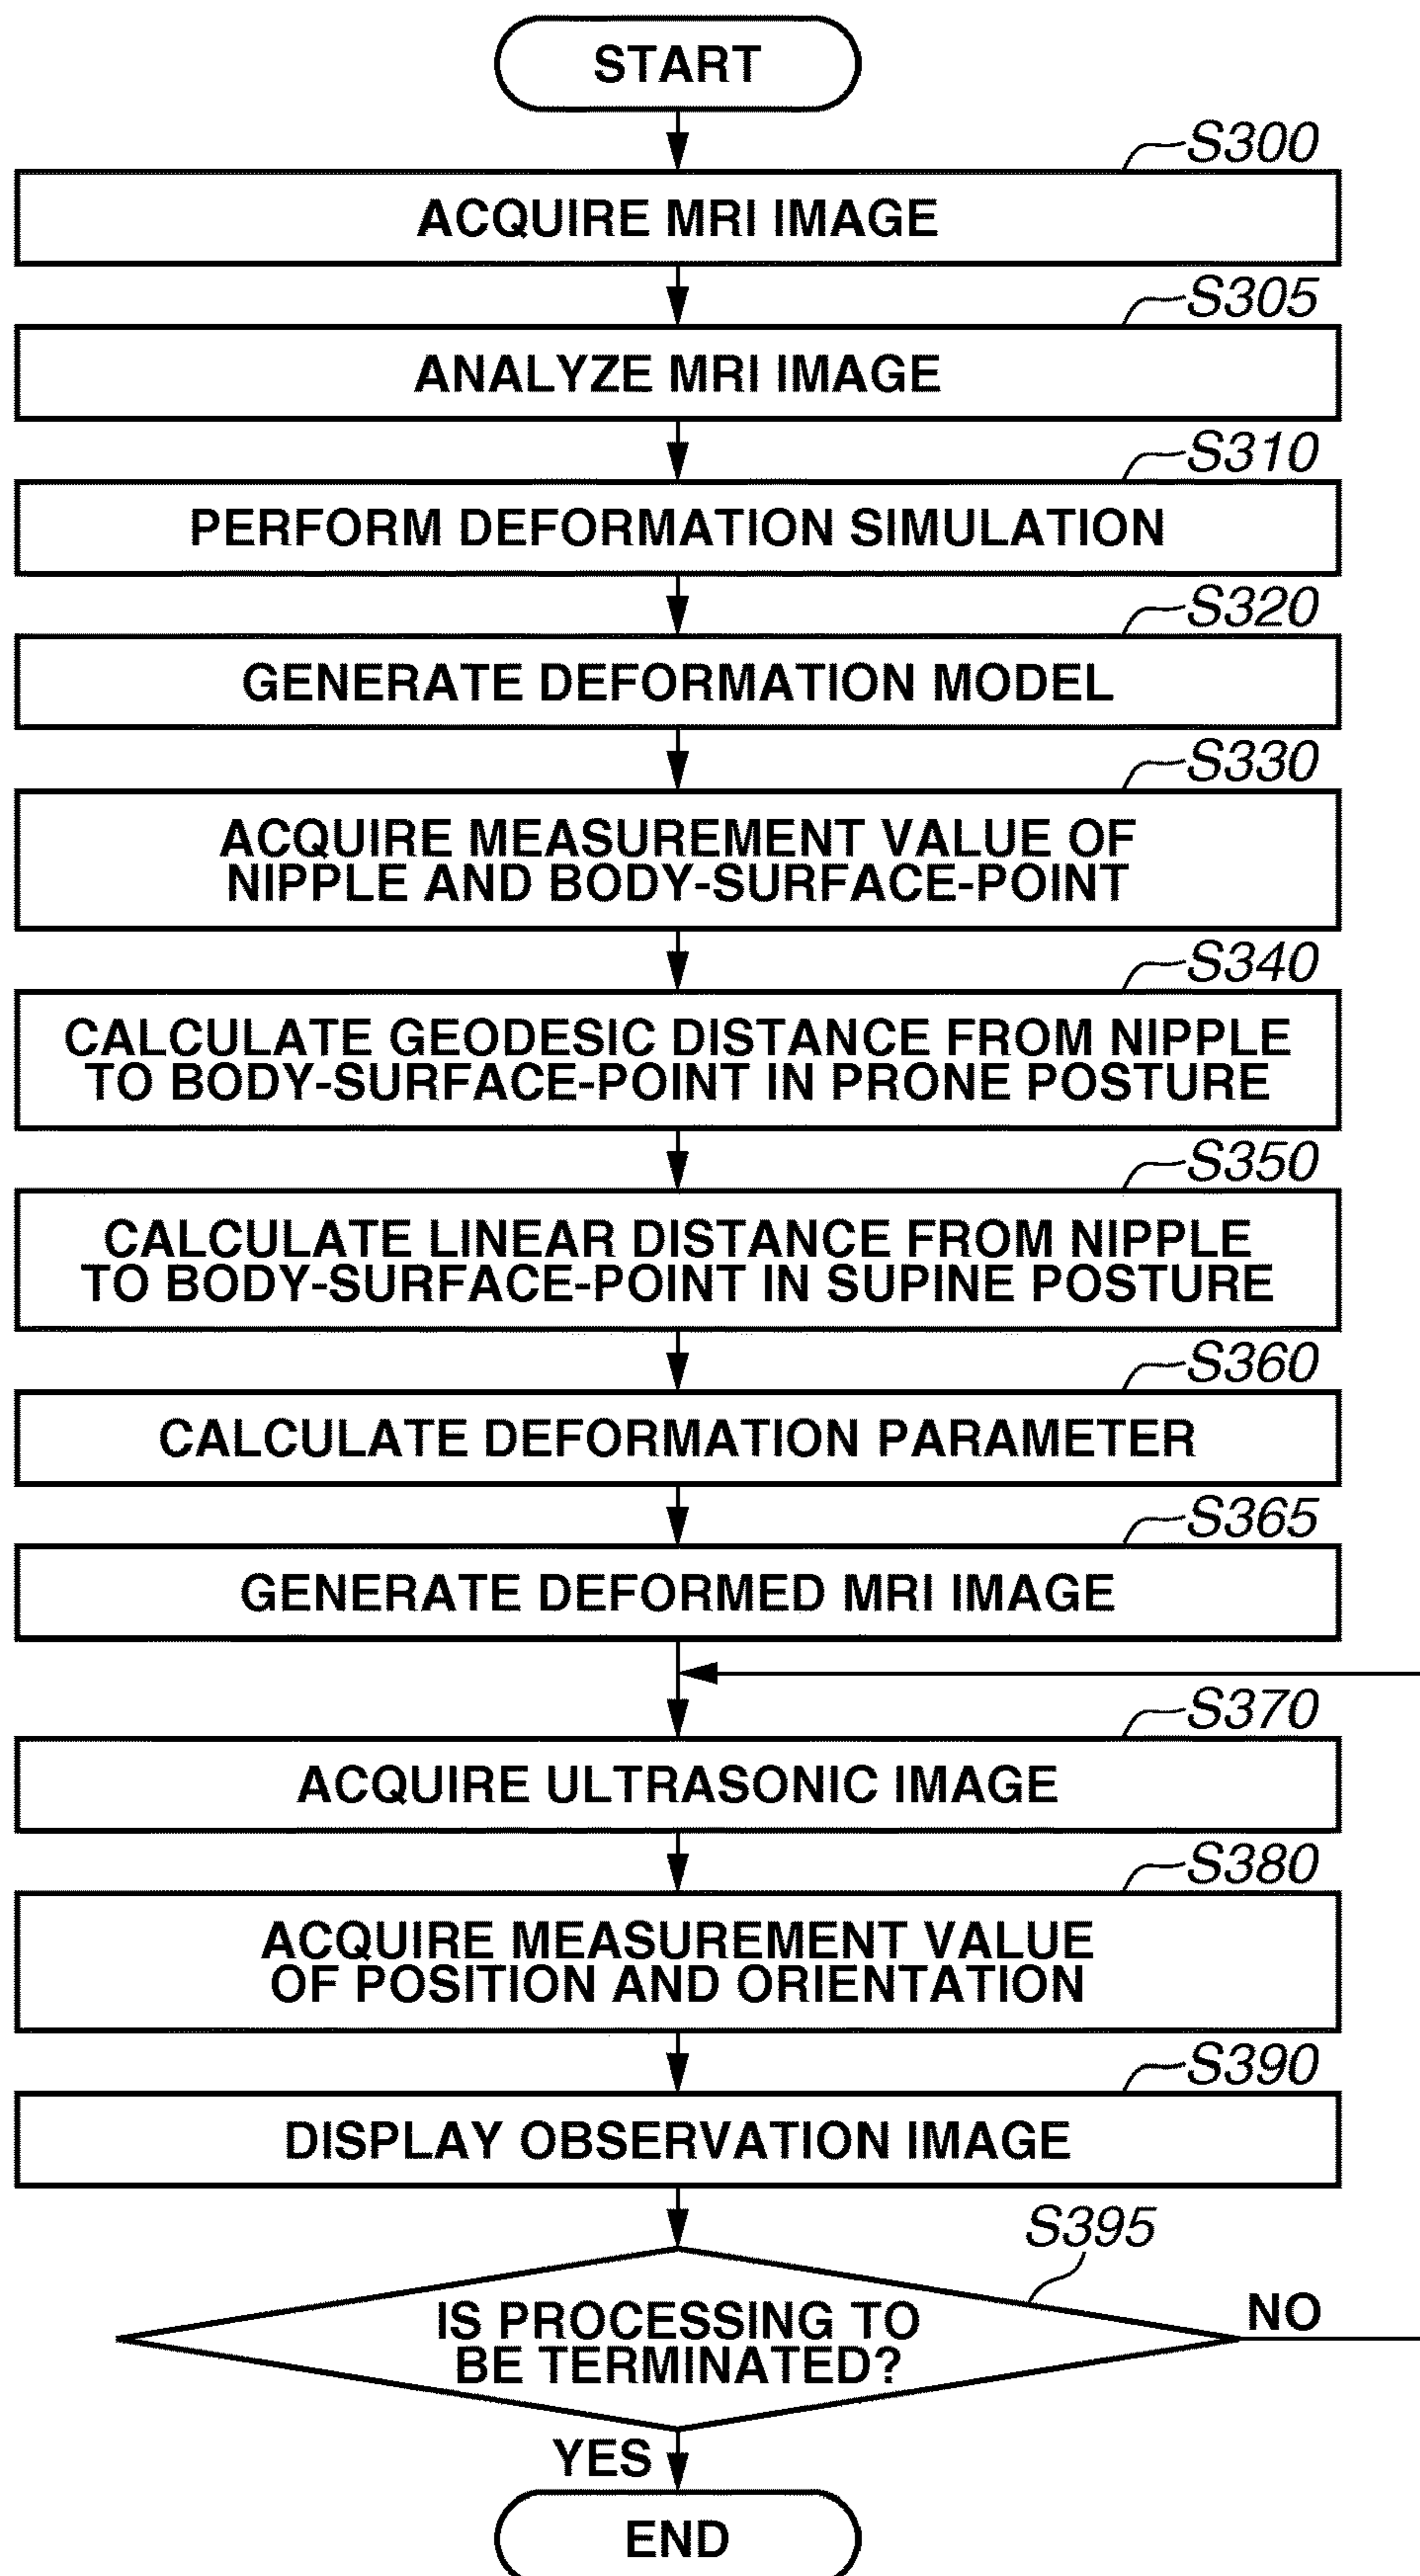 START
S300
ACQUIRE MRI IMAGE
S305
ANALYZE MRI IMAGE
S310
PERFORM DEFORMATION SIMULATION
S320
GENERATE DEFORMATION MODEL
S330
ACQUIRE MEASUREMENT VALUE OF
NIPPLE AND BODY-SURFACE-POINT
S340
CALCULATE GEODESIC DISTANCE FROM NIPPLE
TO BODY-SURFACE-POINT IN PRONE POSTURE
S350
CALCULATE LINEAR DISTANCE FROM NIPPLE
TO BODY-SURFACE-POINT IN SUPINE POSTURE
S360
CALCULATE DEFORMATION PARAMETER
S365
GENERATE DEFORMED MRI IMAGE
S370
ACQUIRE ULTRASONIC IMAGE
S380
ACQUIRE MEASUREMENT VALUE
OF POSITION AND ORIENTATION
S390
DISPLAY OBSERVATION IMAGE
S395
IS PROCESSING TO
BE TERMINATED?
NO
YES
END